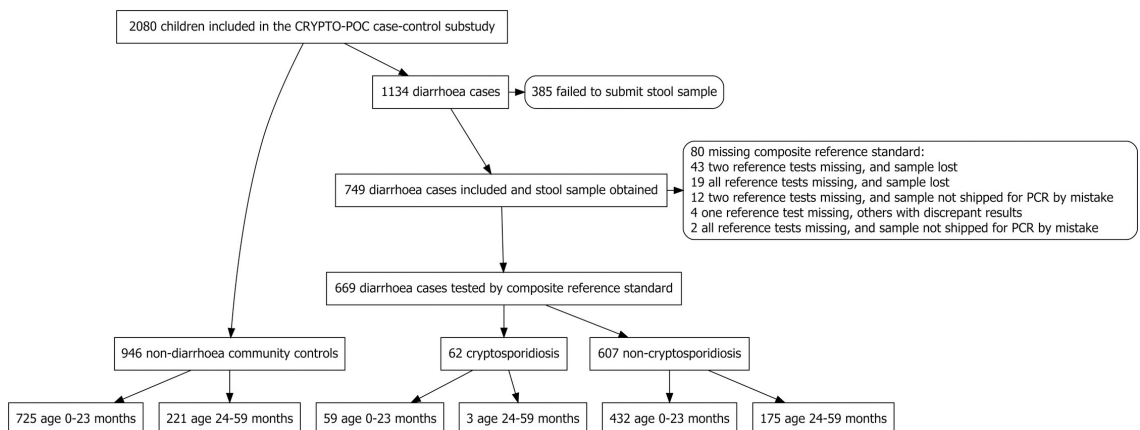 2080 children included in the CRYPTO-POC case-control substudy
1134 diarrhoea cases
385 failed to submit stool sample
749 diarrhoea cases included and stool sample obtained
80 missing composite reference standard:
43 two reference tests missing, and sample lost
19 all reference tests missing, and sample lost
12 two reference tests missing, and sample not shipped for PCR by mistake
4 one reference test missing, others with discrepant results
2 all reference tests missing, and sample not shipped for PCR by mistake
669 diarrhoea cases tested by composite reference standard
946 non-diarrhoea community controls
62 cryptosporidiosis
607 non-cryptosporidiosis
725 age 0-23 months
221 age 24-59 months
59 age 0-23 months
3 age 24-59 months
432 age 0-23 months
175 age 24-59 months